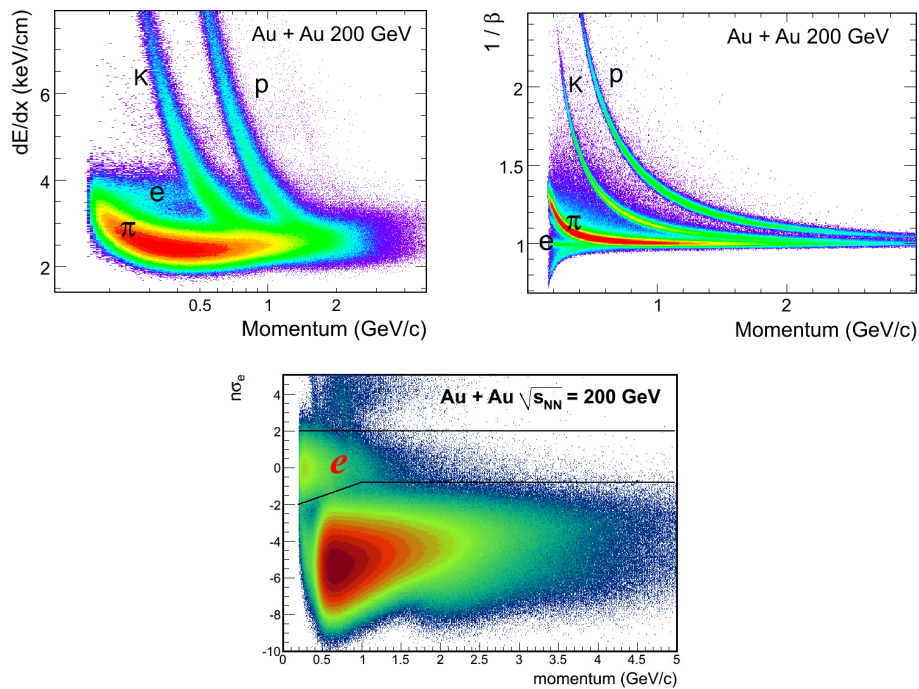 Au + Au 200 GeV
dE/dx (keV/cm)
6
4
2
K
p
e
π
0.5
1
2
Momentum (GeV/c)
Au + Au 200 GeV
1 / β
2
1.5
1
K
p
π
e
1
2
Momentum (GeV/c)
nσe
Au + Au √sNN = 200 GeV
4
2
0
-2
-4
-6
-8
-10
e
0 0.5 1 1.5 2 2.5 3 3.5 4 4.5 5
momentum (GeV/c)